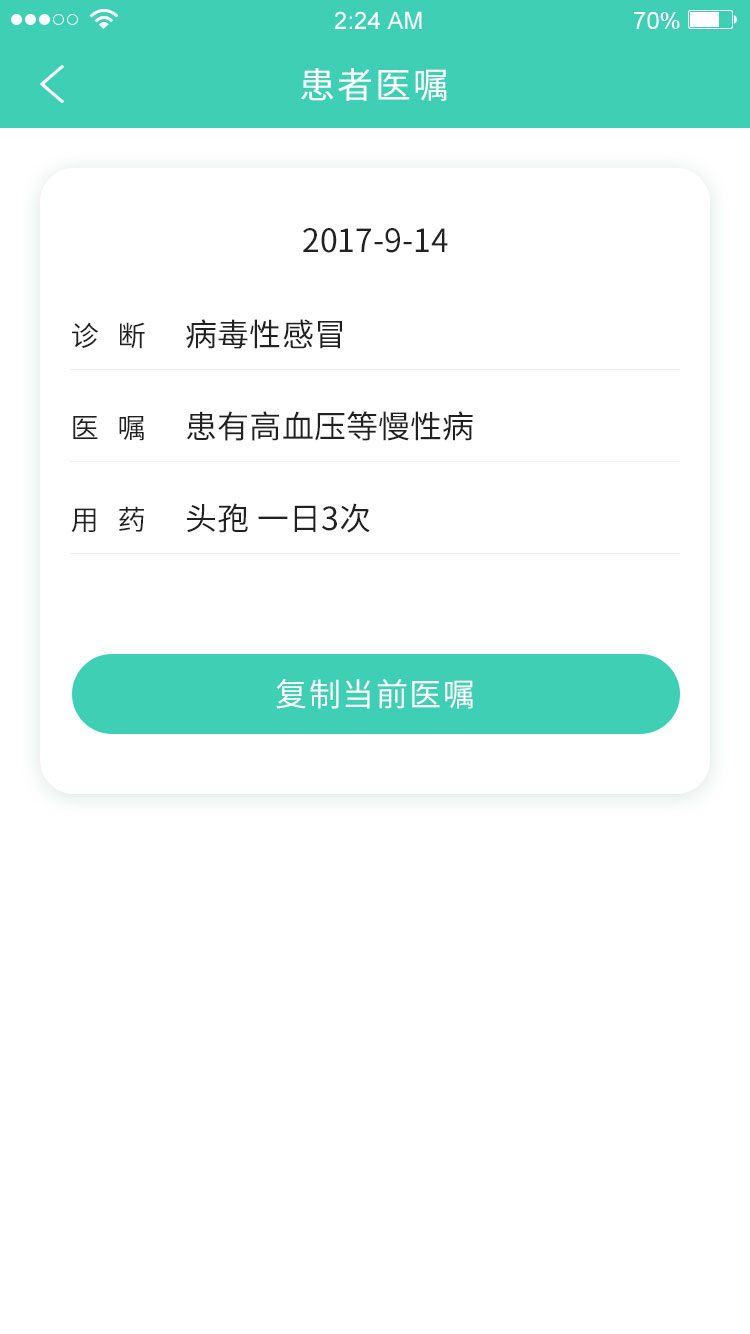 2:24 AM 70%
患者医嘱
2017-9-14
诊 断 病毒性感冒
医 嘱 患有高血压等慢性病
用 药 头孢 一日3次
复制当前医嘱